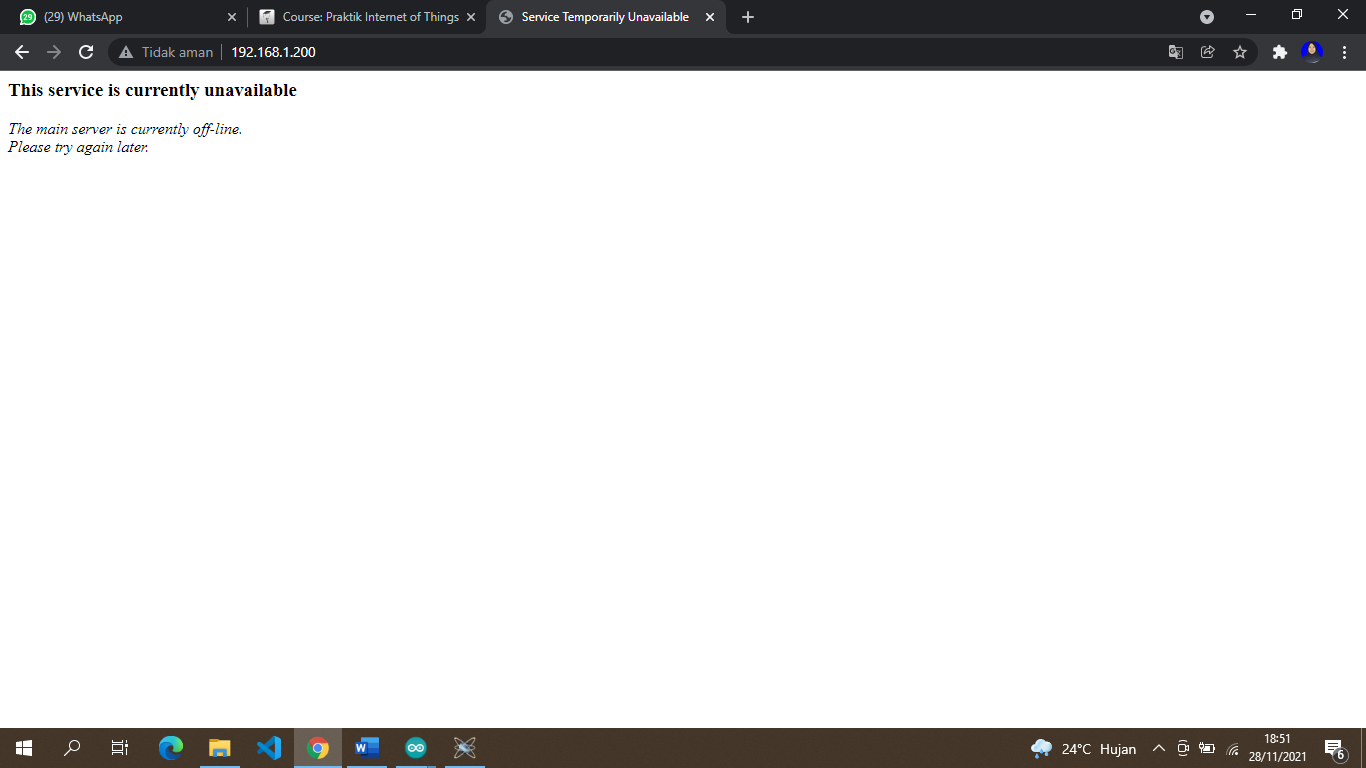 29
(29) WhatsApp
Course: Praktik Internet of Things
Service Temporarily Unavailable
Tidak aman
192.168.1.200
This service is currently unavailable
The main server is currently off-line.
Please try again later.
24°C Hujan
18:51
28/11/2021
6